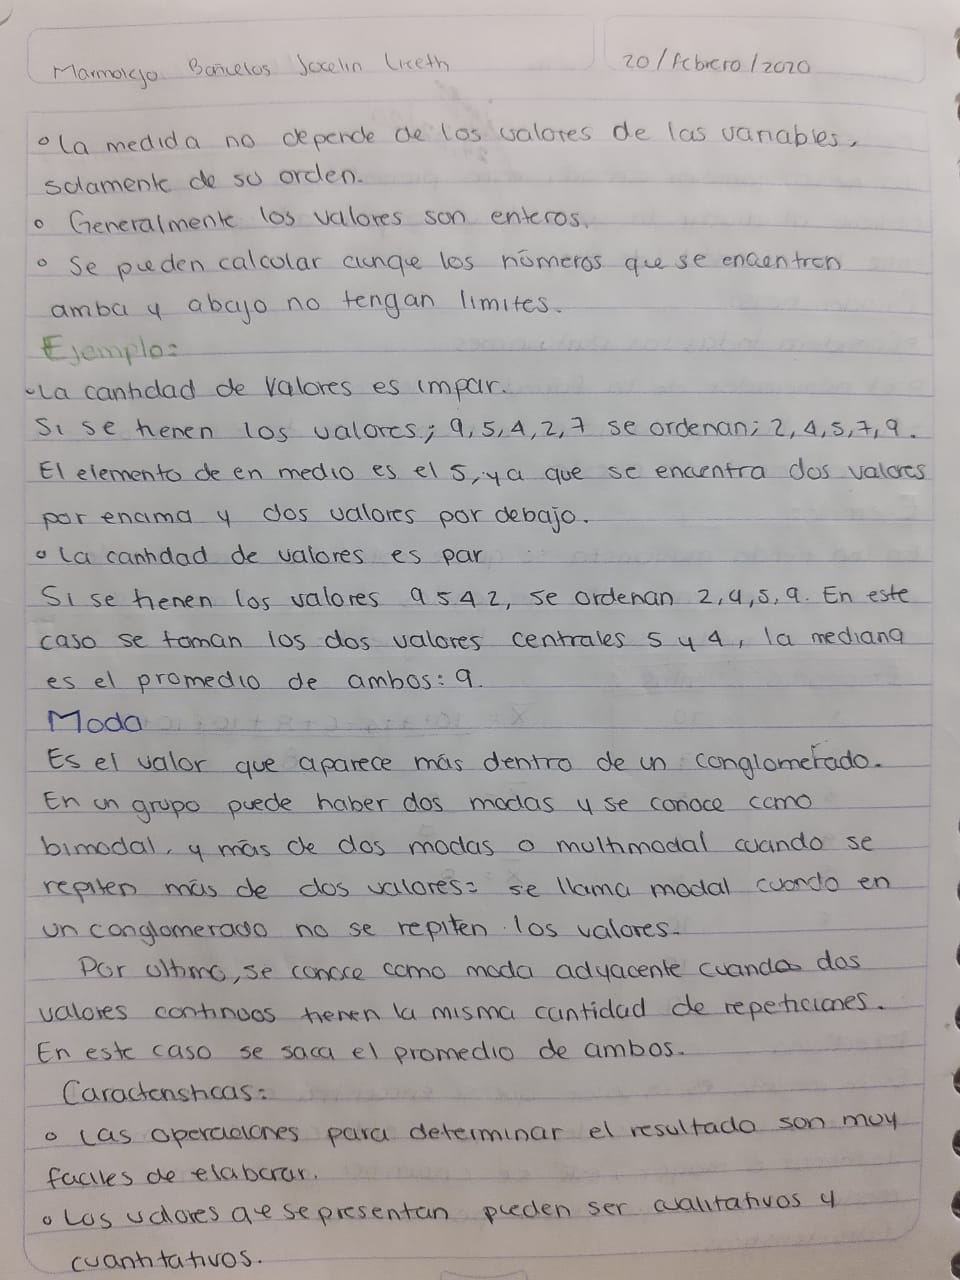 Marmolejo Bañuelos Jocelin Liceth 20/febrero/2020
° La medida no depende de los valores de las variables,
solamente de su orden.
° Generalmente los valores son enteros.
° Se pueden calcular aunqe los números que se encuentren
arriba y abajo no tengan limites.
Ejemplo:
° La cantidad de valores es impar.
Si se tienen los valores; 9,5,4,2,7 se ordenan; 2,4,5,7,9.
El elemento de en medio es el 5, ya que se encuentra dos valores
por encima y dos valores por debajo.
° La cantidad de valores es par
Si se tienen los valores 9 5 4 2, se ordenan 2,4,5,9. En este
caso se toman los dos valores centrales 5 y 4, la mediana
es el promedio de ambos: 9.
Moda
Es el valor que aparece más dentro de un conglomerado.
En un grupo puede haber dos modas y se conoce como
bimodal, y más de dos modas o multimodal cuando se
repiten más de dos valores: se llama modal cuando en
un conglomerado no se repiten los valores.
Por ultimo, se conoce como moda adyacente cuando dos
valores continuos tienen la misma cantidad de repeticiones.
En este caso se saca el promedio de ambos.
Características:
° Las operaciones para determinar el resultado son muy
faciles de elaborar.
° Los valores qe se presentan pueden ser cualitativos y
cuantitativos.